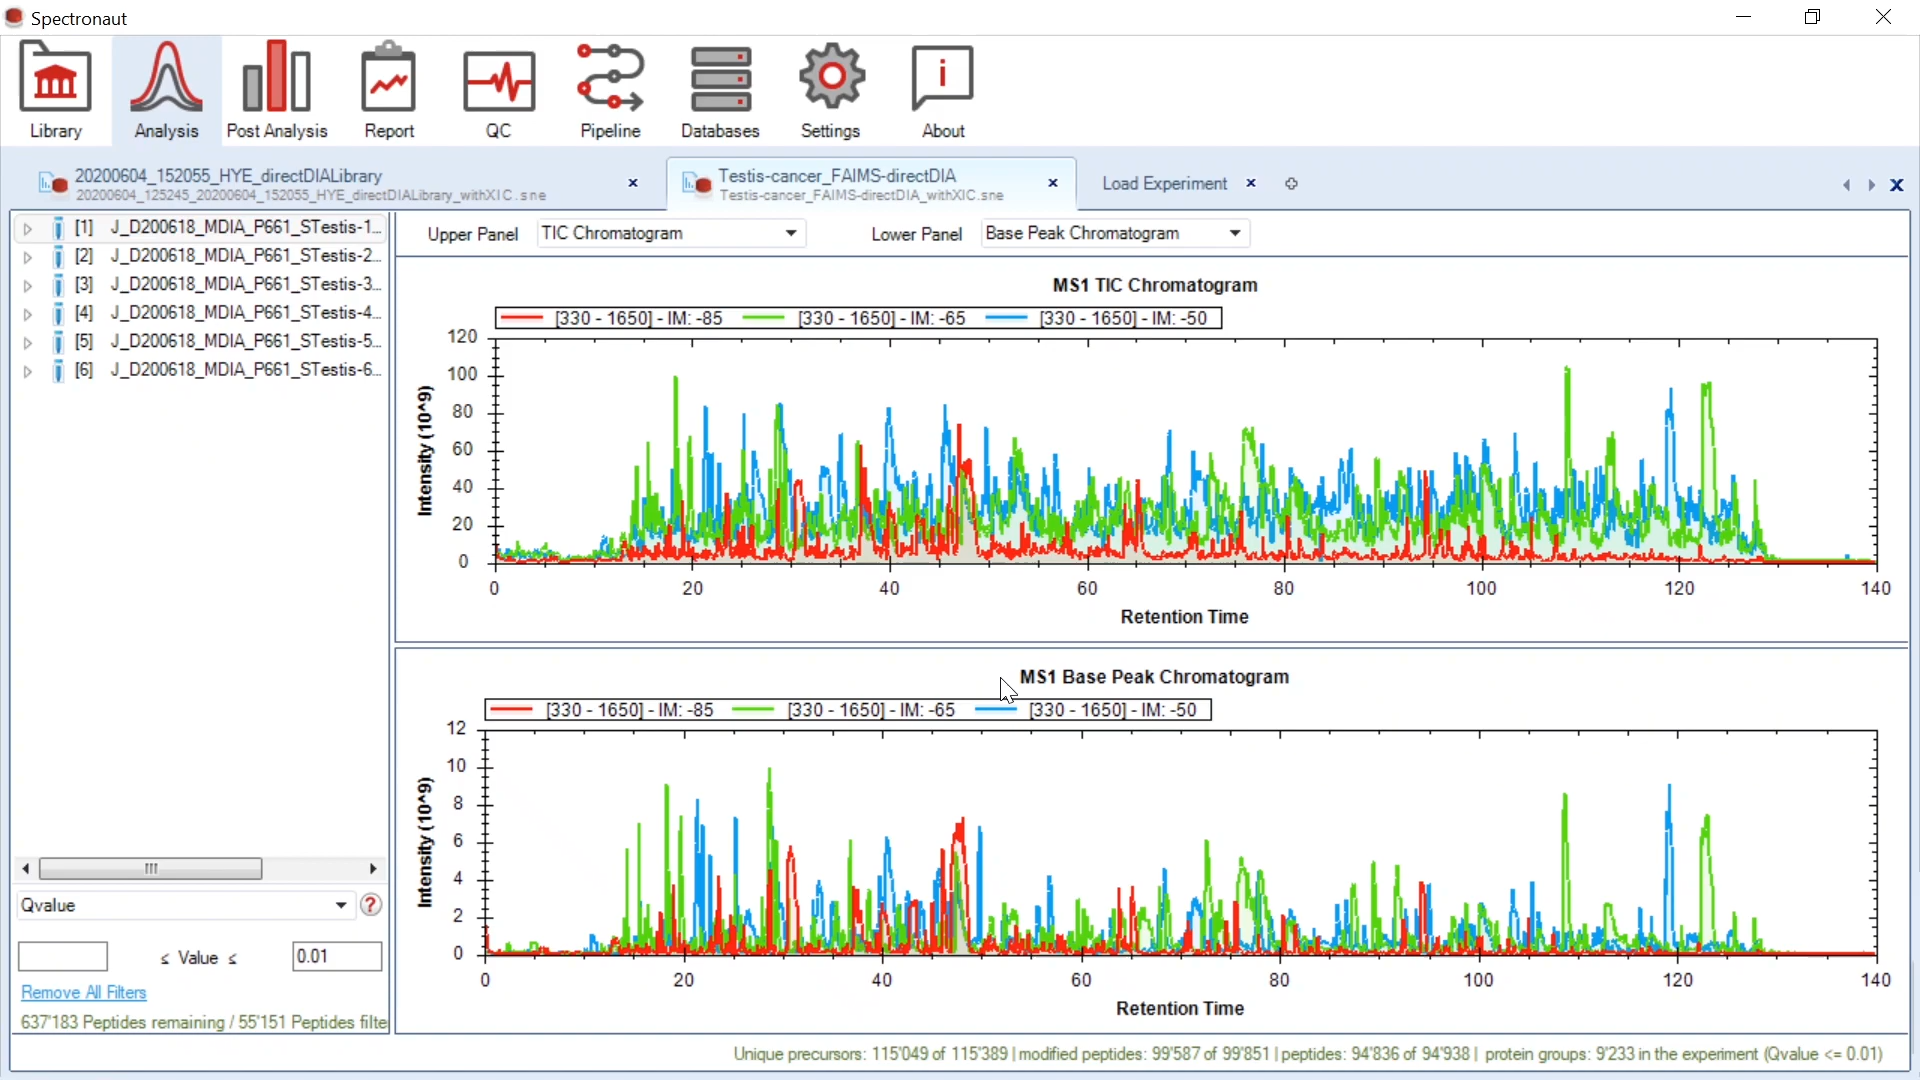 Spectronaut
Library Analysis Post Analysis Report QC Pipeline Databases Settings About
20200604_152055_HYE_directDIALibrary
20200604_125245_20200604_152055_HYE_directDIALibrary_withXIC.sne
Testis-cancer_FAIMS-directDIA
Testis-cancer_FAIMS-directDIA_withXIC.sne
Load Experiment
[1] J_D200618_MDIA_P661_STestis-1...
[2] J_D200618_MDIA_P661_STestis-2...
[3] J_D200618_MDIA_P661_STestis-3...
[4] J_D200618_MDIA_P661_STestis-4...
[5] J_D200618_MDIA_P661_STestis-5...
[6] J_D200618_MDIA_P661_STestis-6...
Qvalue
≤ Value ≤ 0.01
Remove All Filters
637'183 Peptides remaining / 55'151 Peptides filte
Upper Panel TIC Chromatogram Lower Panel Base Peak Chromatogram
MS1 TIC Chromatogram
[330 - 1650] - IM: -85 [330 - 1650] - IM: -65 [330 - 1650] - IM: -50
Intensity (10^9)
120
100
80
60
40
20
0
0 20 40 60 80 100 120 140
Retention Time
MS1 Base Peak Chromatogram
[330 - 1650] - IM: -85 [330 - 1650] - IM: -65 [330 - 1650] - IM: -50
Intensity (10^9)
12
10
8
6
4
2
0
0 20 40 60 80 100 120 140
Retention Time
Unique precursors: 115'049 of 115'389 | modified peptides: 99'587 of 99'851 | peptides: 94'836 of 94'938 | protein groups: 9'233 in the experiment (Qvalue <= 0.01)